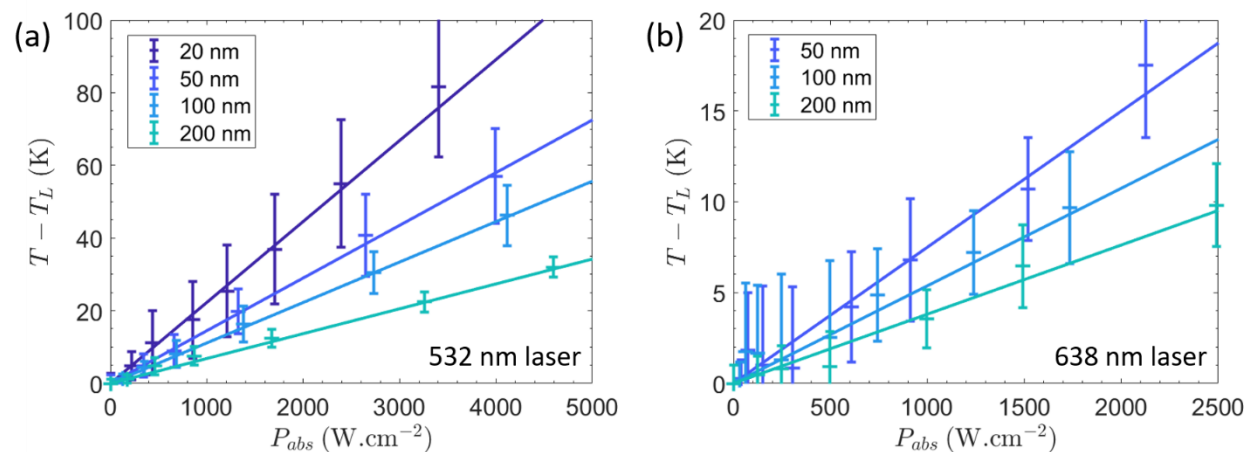 (a)
100
80
60
40
20
0
T − T_L (K)
20 nm
50 nm
100 nm
200 nm
532 nm laser
0 1000 2000 3000 4000 5000
P_abs (W.cm⁻²)
(b)
20
15
10
5
0
T − T_L (K)
50 nm
100 nm
200 nm
638 nm laser
0 500 1000 1500 2000 2500
P_abs (W.cm⁻²)